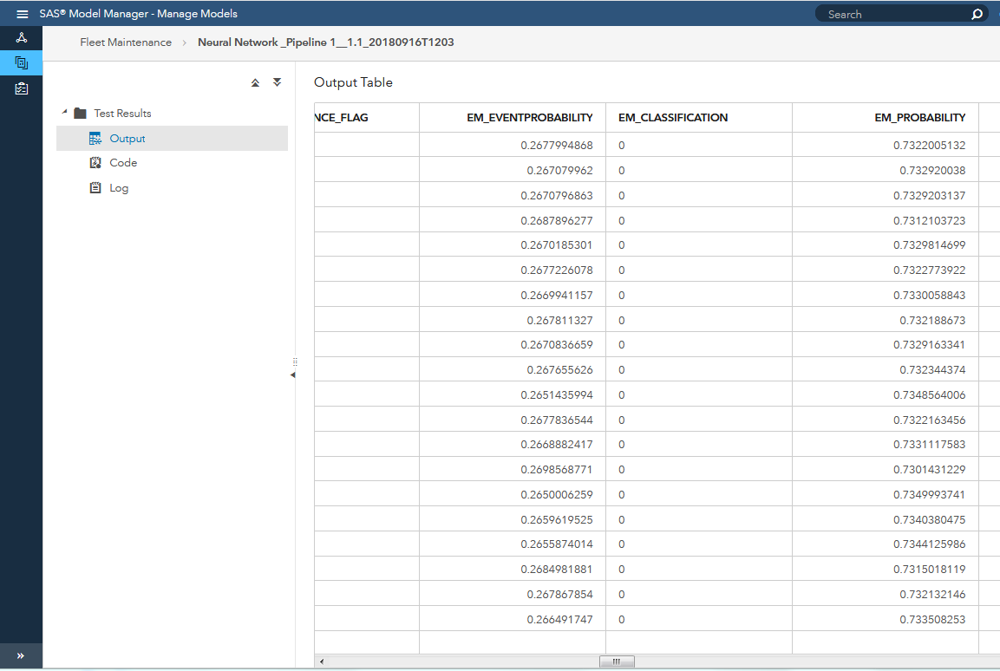 SAS® Model Manager - Manage Models Search
Fleet Maintenance › Neural Network _Pipeline 1__1.1_20180916T1203
Output Table
Test Results
Output
Code
Log
NCE_FLAG EM_EVENTPROBABILITY EM_CLASSIFICATION EM_PROBABILITY
0.2677994868 0 0.7322005132
0.267079962 0 0.732920038
0.2670796863 0 0.7329203137
0.2687896277 0 0.7312103723
0.2670185301 0 0.7329814699
0.2677226078 0 0.7322773922
0.2669941157 0 0.7330058843
0.267811327 0 0.732188673
0.2670836659 0 0.7329163341
0.267655626 0 0.732344374
0.2651435994 0 0.7348564006
0.2677836544 0 0.7322163456
0.2668882417 0 0.7331117583
0.2698568771 0 0.7301431229
0.2650006259 0 0.7349993741
0.2659619525 0 0.7340380475
0.2655874014 0 0.7344125986
0.2684981881 0 0.7315018119
0.267867854 0 0.732132146
0.266491747 0 0.733508253